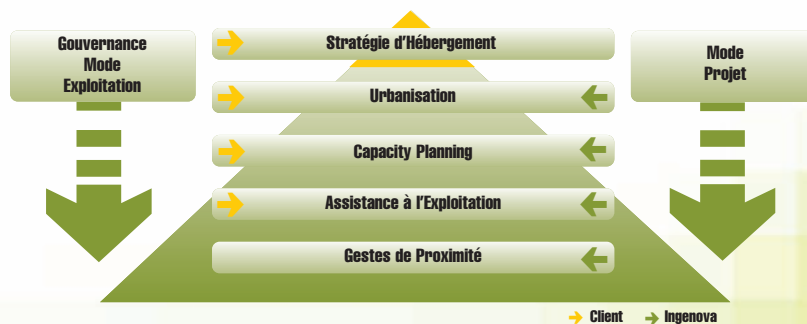 Gouvernance
Mode
Exploitation
Stratégie d'Hébergement
Mode
Projet
Urbanisation
Capacity Planning
Assistance à l'Exploitation
Gestes de Proximité
Client
Ingenova